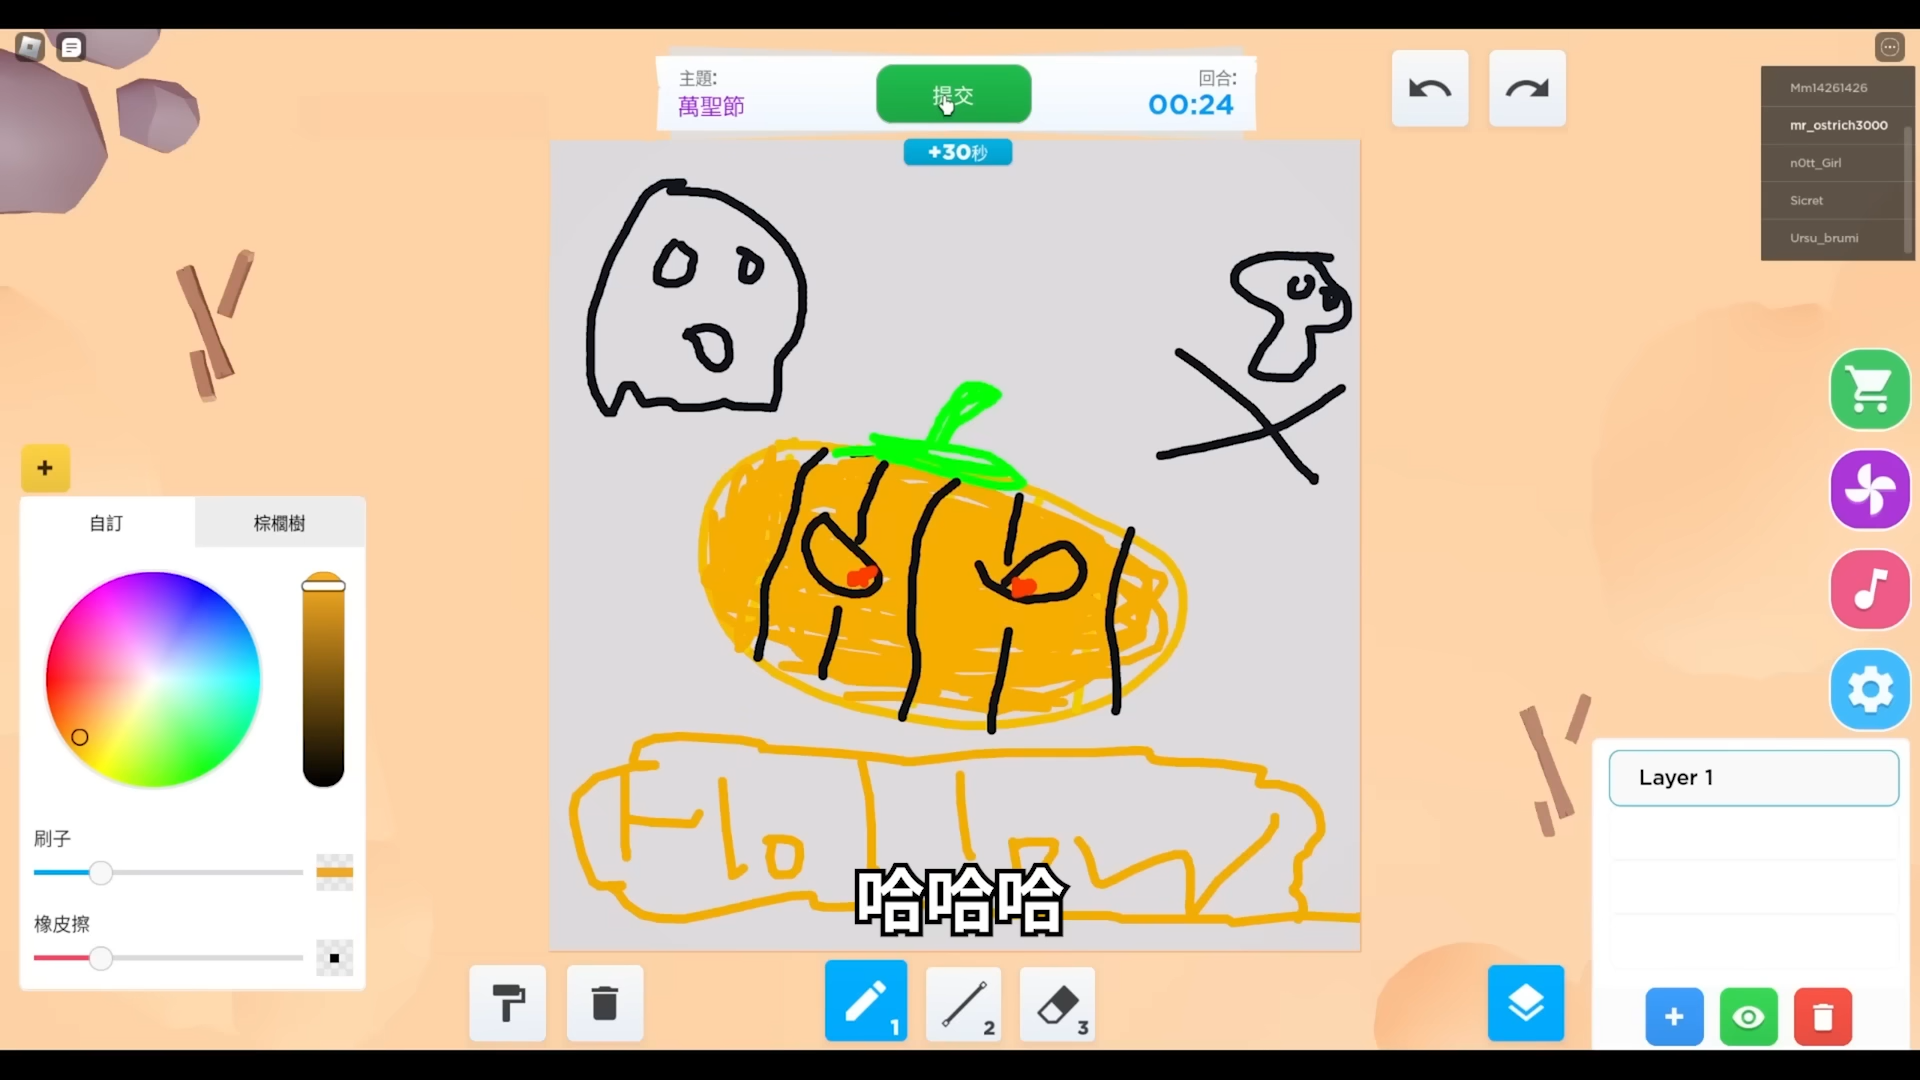 主題:
萬聖節
提交
回合:
00:24
+30秒
Mm14261426
mr_ostrich3000
n0tt_Girl
Sicret
Ursu_brumi
+
自訂
棕櫚樹
刷子
橡皮擦
哈哈哈
1
2
3
Layer 1
+